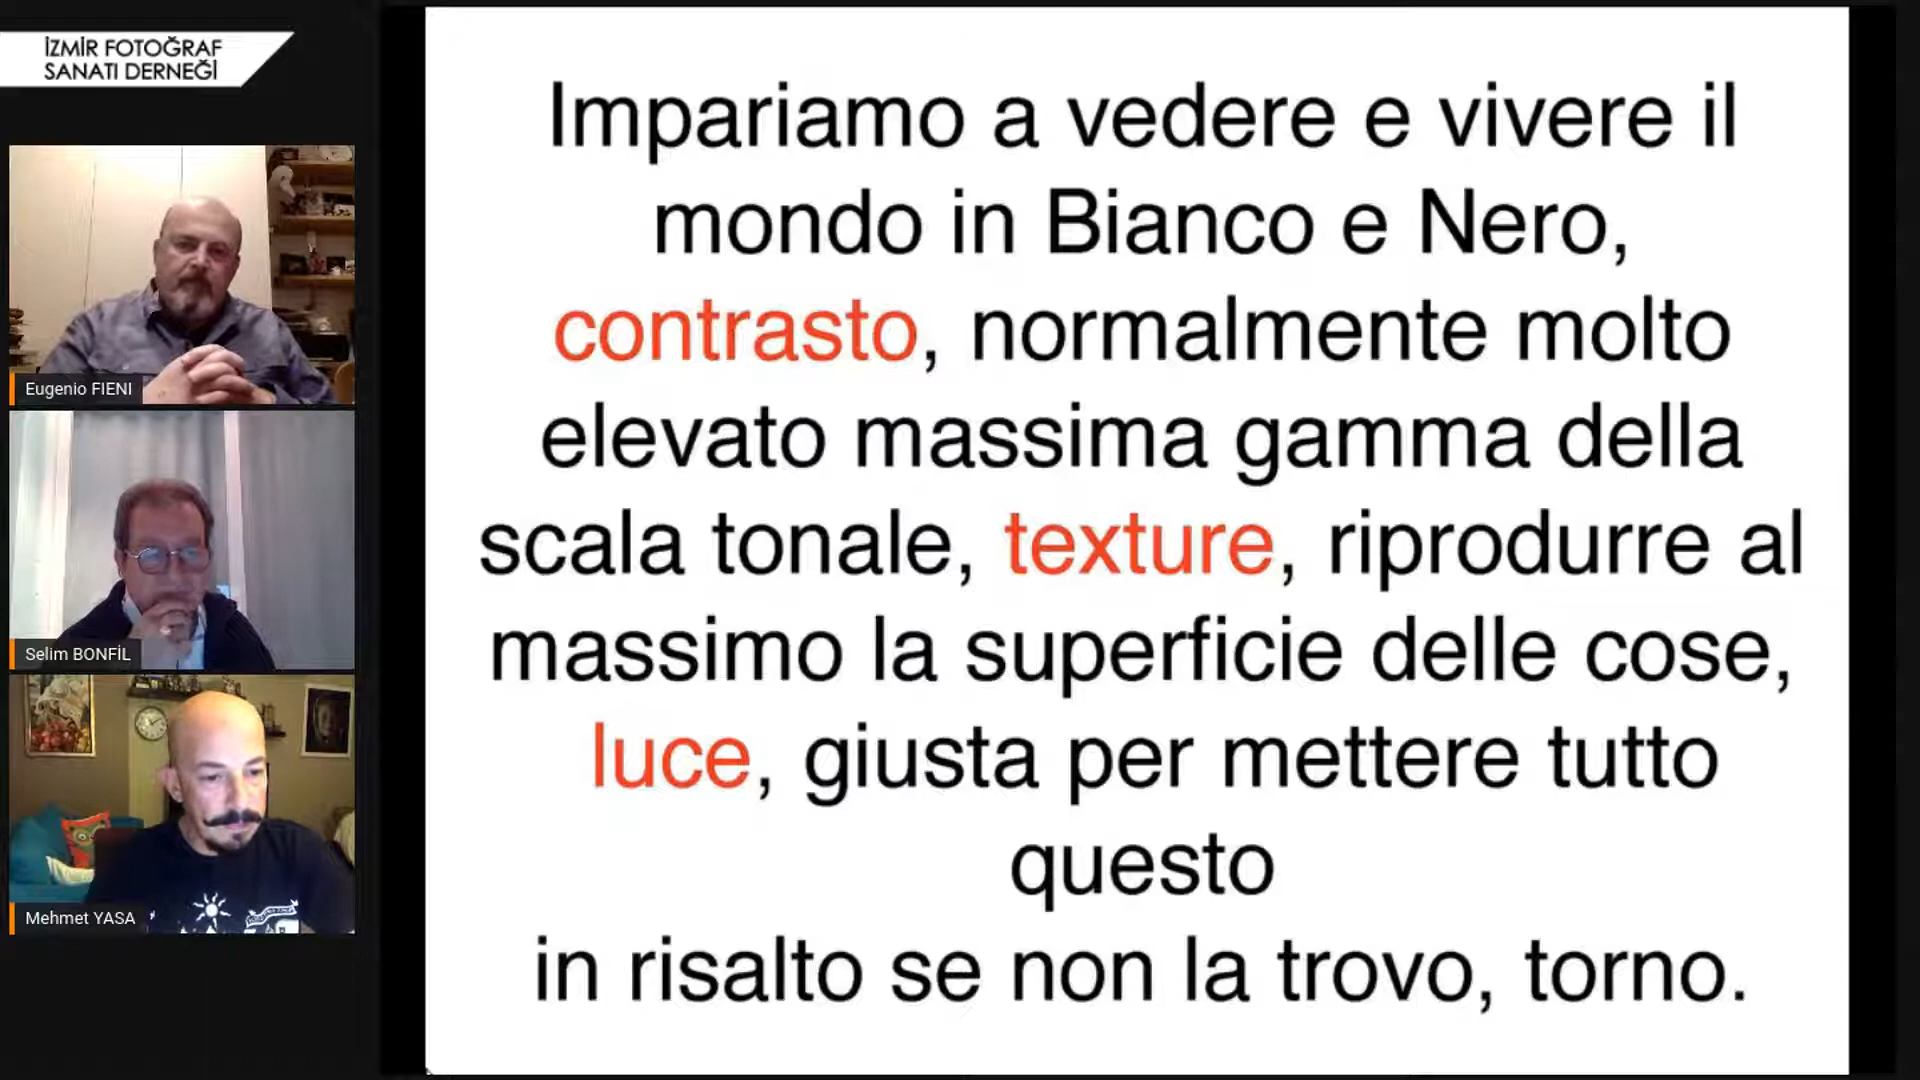 İZMİR FOTOĞRAF
SANATI DERNEĞİ
Eugenio FIENI
Selim BONFİL
Mehmet YASA
Impariamo a vedere e vivere il
mondo in Bianco e Nero,
contrasto, normalmente molto
elevato massima gamma della
scala tonale, texture, riprodurre al
massimo la superficie delle cose,
luce, giusta per mettere tutto
questo
in risalto se non la trovo, torno.